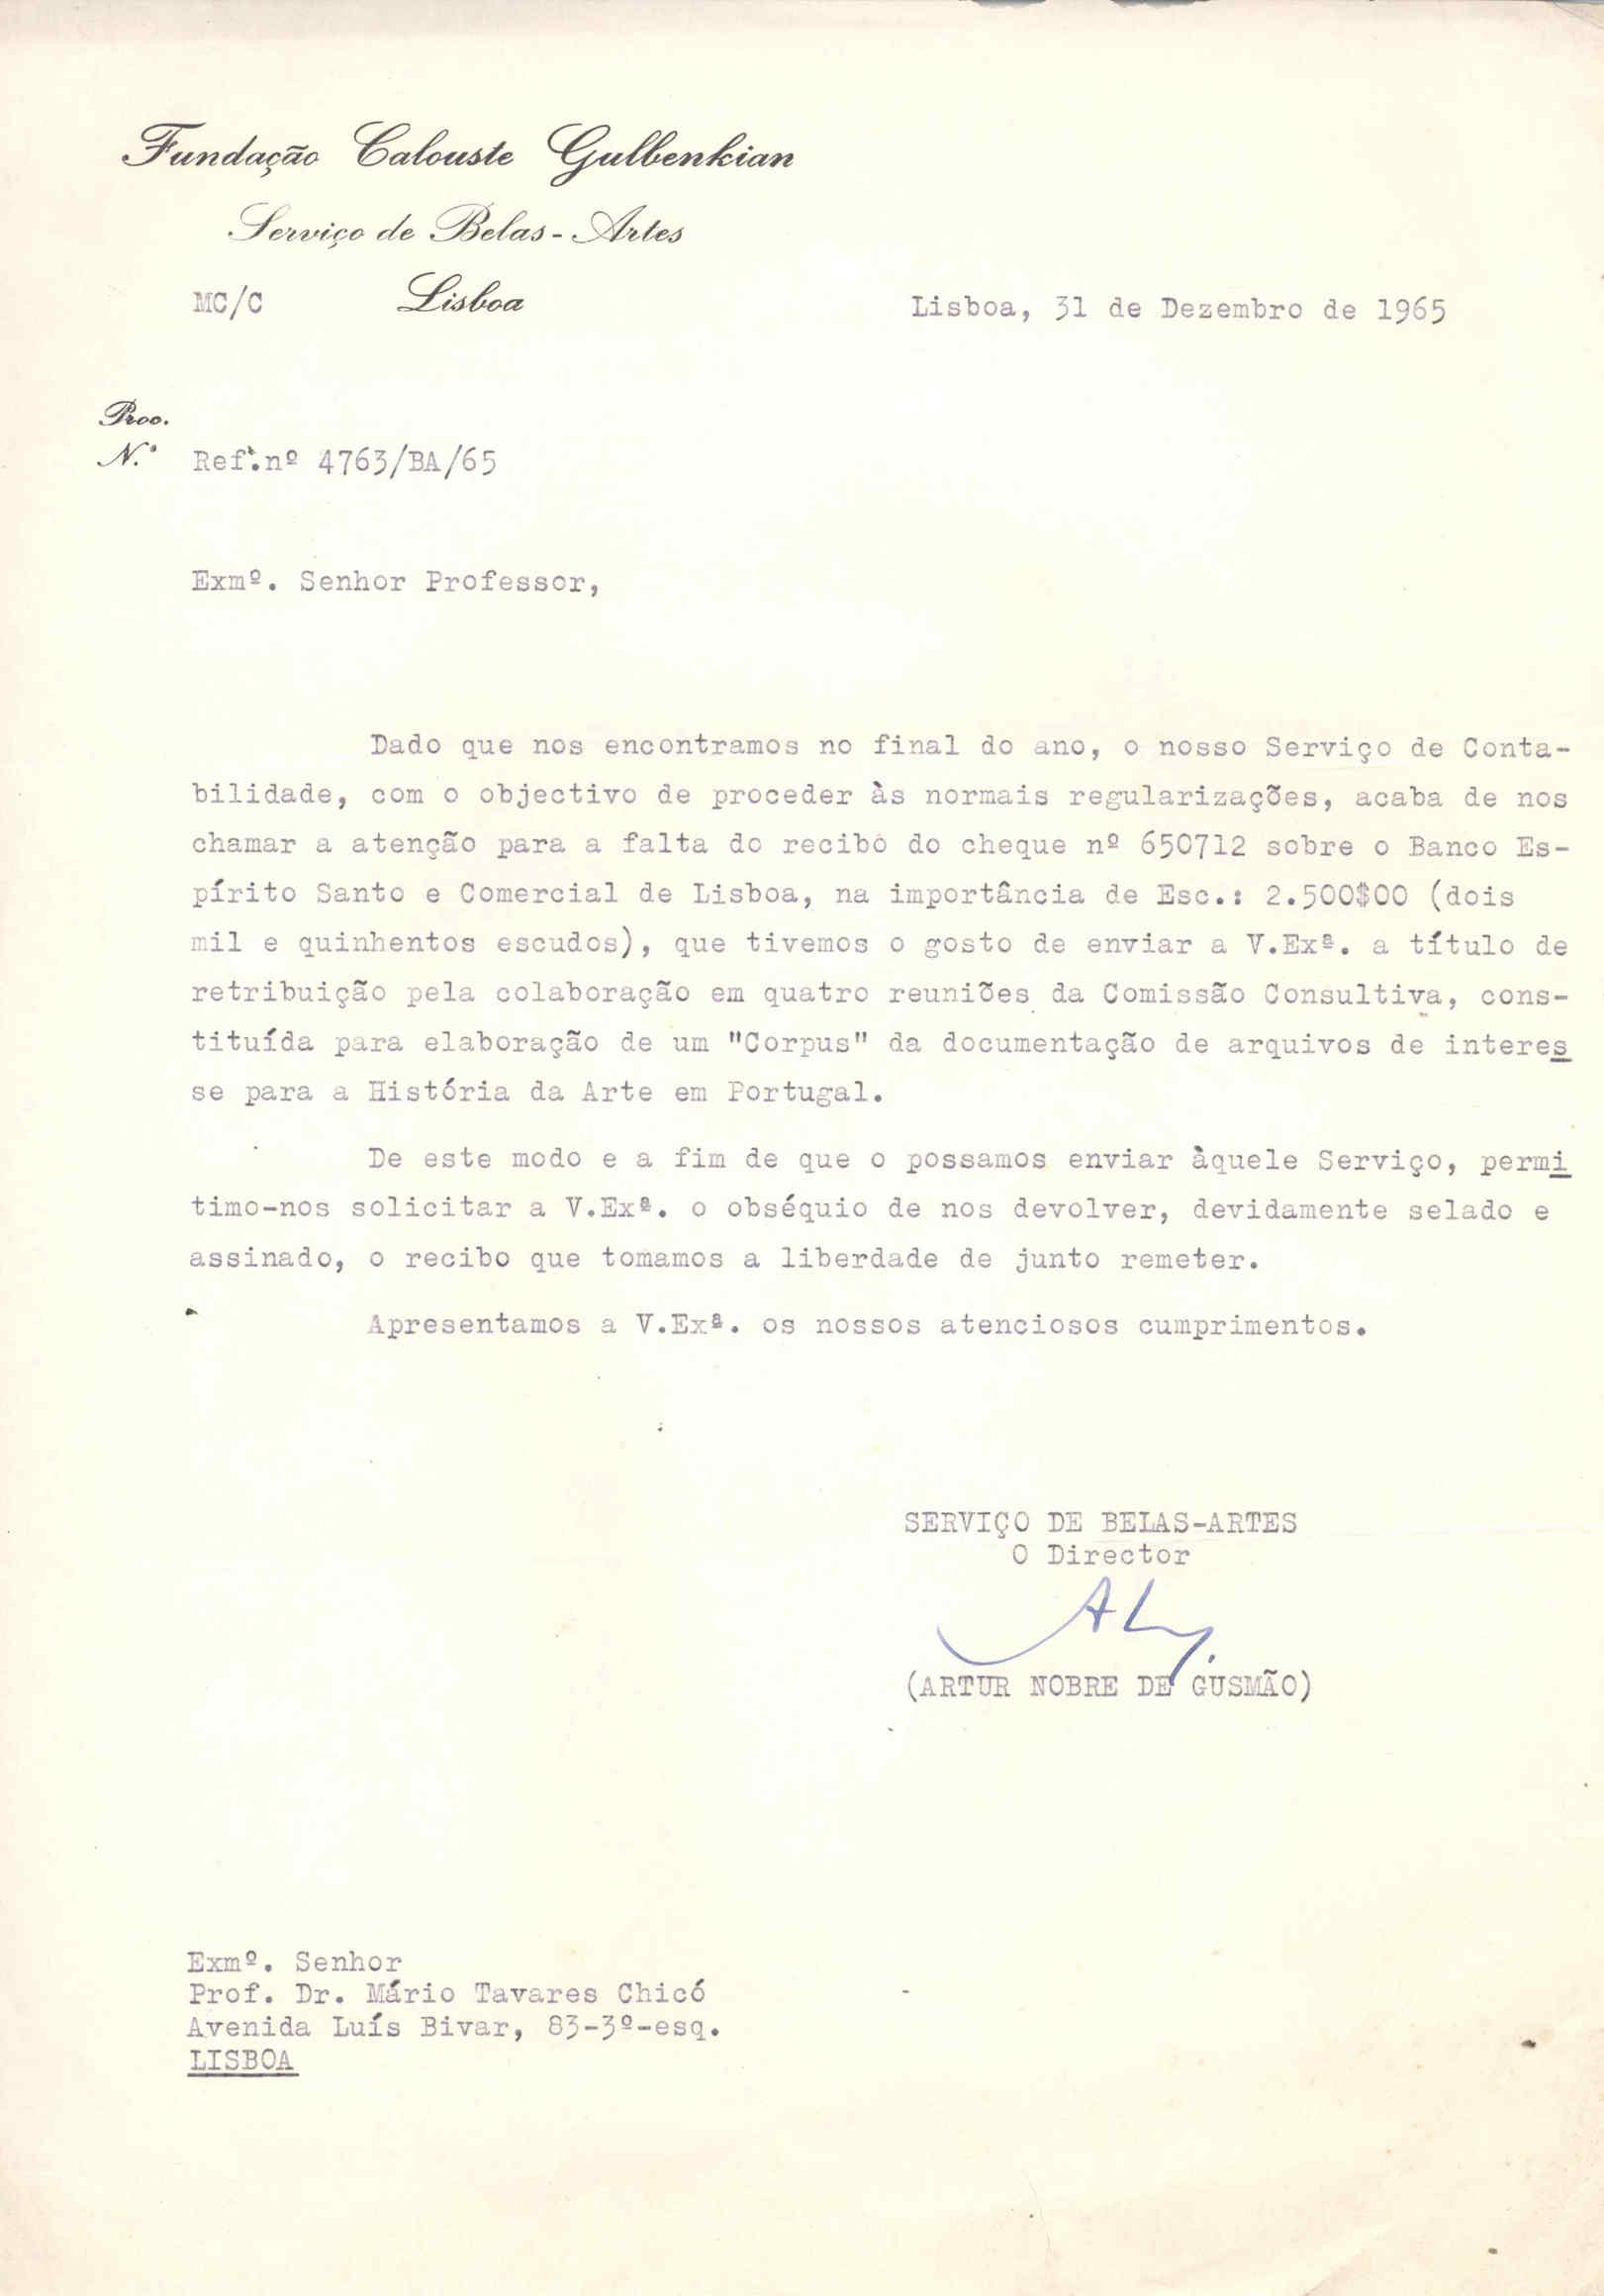 Fundação Calouste Gulbenkian
Serviço de Belas-Artes
MC/C Lisboa
Lisboa, 31 de Dezembro de 1965
Proc.
N.º Ref.nº 4763/BA/65
Exmº. Senhor Professor,
Dado que nos encontramos no final do ano, o nosso Serviço de Conta-
bilidade, com o objectivo de proceder às normais regularizações, acaba de nos
chamar a atenção para a falta do recibo do cheque nº 650712 sobre o Banco Es-
pírito Santo e Comercial de Lisboa, na importância de Esc.: 2.500$00 (dois
mil e quinhentos escudos), que tivemos o gosto de enviar a V.Exª. a título de
retribuição pela colaboração em quatro reuniões da Comissão Consultiva, cons-
tituída para elaboração de um "Corpus" da documentação de arquivos de interes
se para a História da Arte em Portugal.
De este modo e a fim de que o possamos enviar àquele Serviço, permi
timo-nos solicitar a V.Exª. o obséquio de nos devolver, devidamente selado e
assinado, o recibo que tomamos a liberdade de junto remeter.
Apresentamos a V.Exª. os nossos atenciosos cumprimentos.
SERVIÇO DE BELAS-ARTES
O Director
(ARTUR NOBRE DE GUSMÃO)
Exmº. Senhor
Prof. Dr. Mário Tavares Chicó
Avenida Luís Bivar, 83-3º-esq.
LISBOA